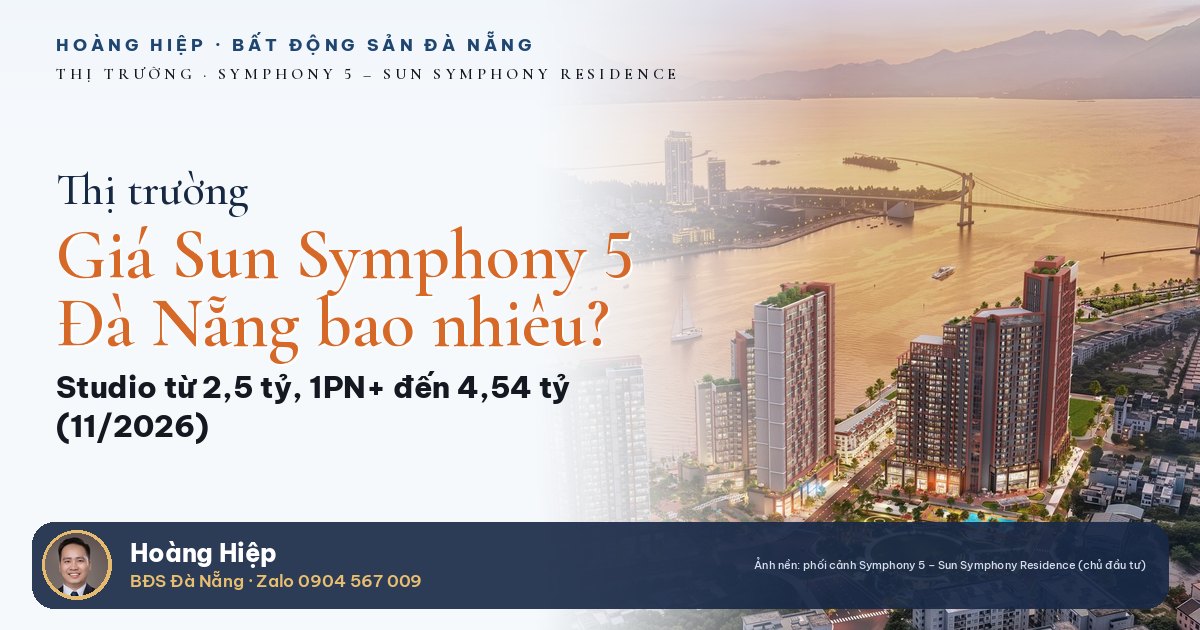 HOÀNG HIỆP · BẤT ĐỘNG SẢN ĐÀ NẴNG
THỊ TRƯỜNG · SYMPHONY 5 – SUN SYMPHONY RESIDENCE
Thị trường
Giá Sun Symphony 5
Đà Nẵng bao nhiêu?
Studio từ 2,5 tỷ, 1PN+ đến 4,54 tỷ
(11/2026)
Hoàng Hiệp
BĐS Đà Nẵng · Zalo 0904 567 009
Ảnh nền: phối cảnh Symphony 5 – Sun Symphony Residence (chủ đầu tư)